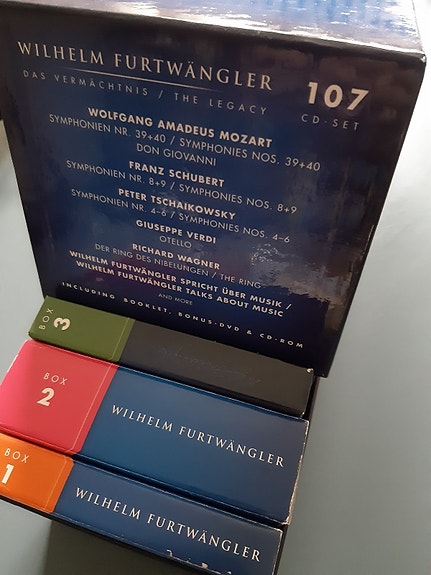 WILHELM FURTWÄNGLER
DAS VERMÄCHTNIS / THE LEGACY
107
CD-SET
WOLFGANG AMADEUS MOZART
SYMPHONIEN NR. 39+40 / SYMPHONIES NOS. 39+40
DON GIOVANNI
FRANZ SCHUBERT
SYMPHONIEN NR. 8+9 / SYMPHONIES NOS. 8+9
PETER TSCHAIKOWSKY
SYMPHONIEN NR. 4–6 / SYMPHONIES NOS. 4–6
GIUSEPPE VERDI
OTELLO
RICHARD WAGNER
DER RING DES NIBELUNGEN / THE RING
WILHELM FURTWÄNGLER SPRICHT ÜBER MUSIK /
WILHELM FURTWÄNGLER TALKS ABOUT MUSIC
AND MORE
INCLUDING BOOKLET, BONUS-DVD & CD-ROM
BOX
3
BOX
2
WILHELM FURTWÄNGLER
BOX
1
WILHELM FURTWÄNGLER